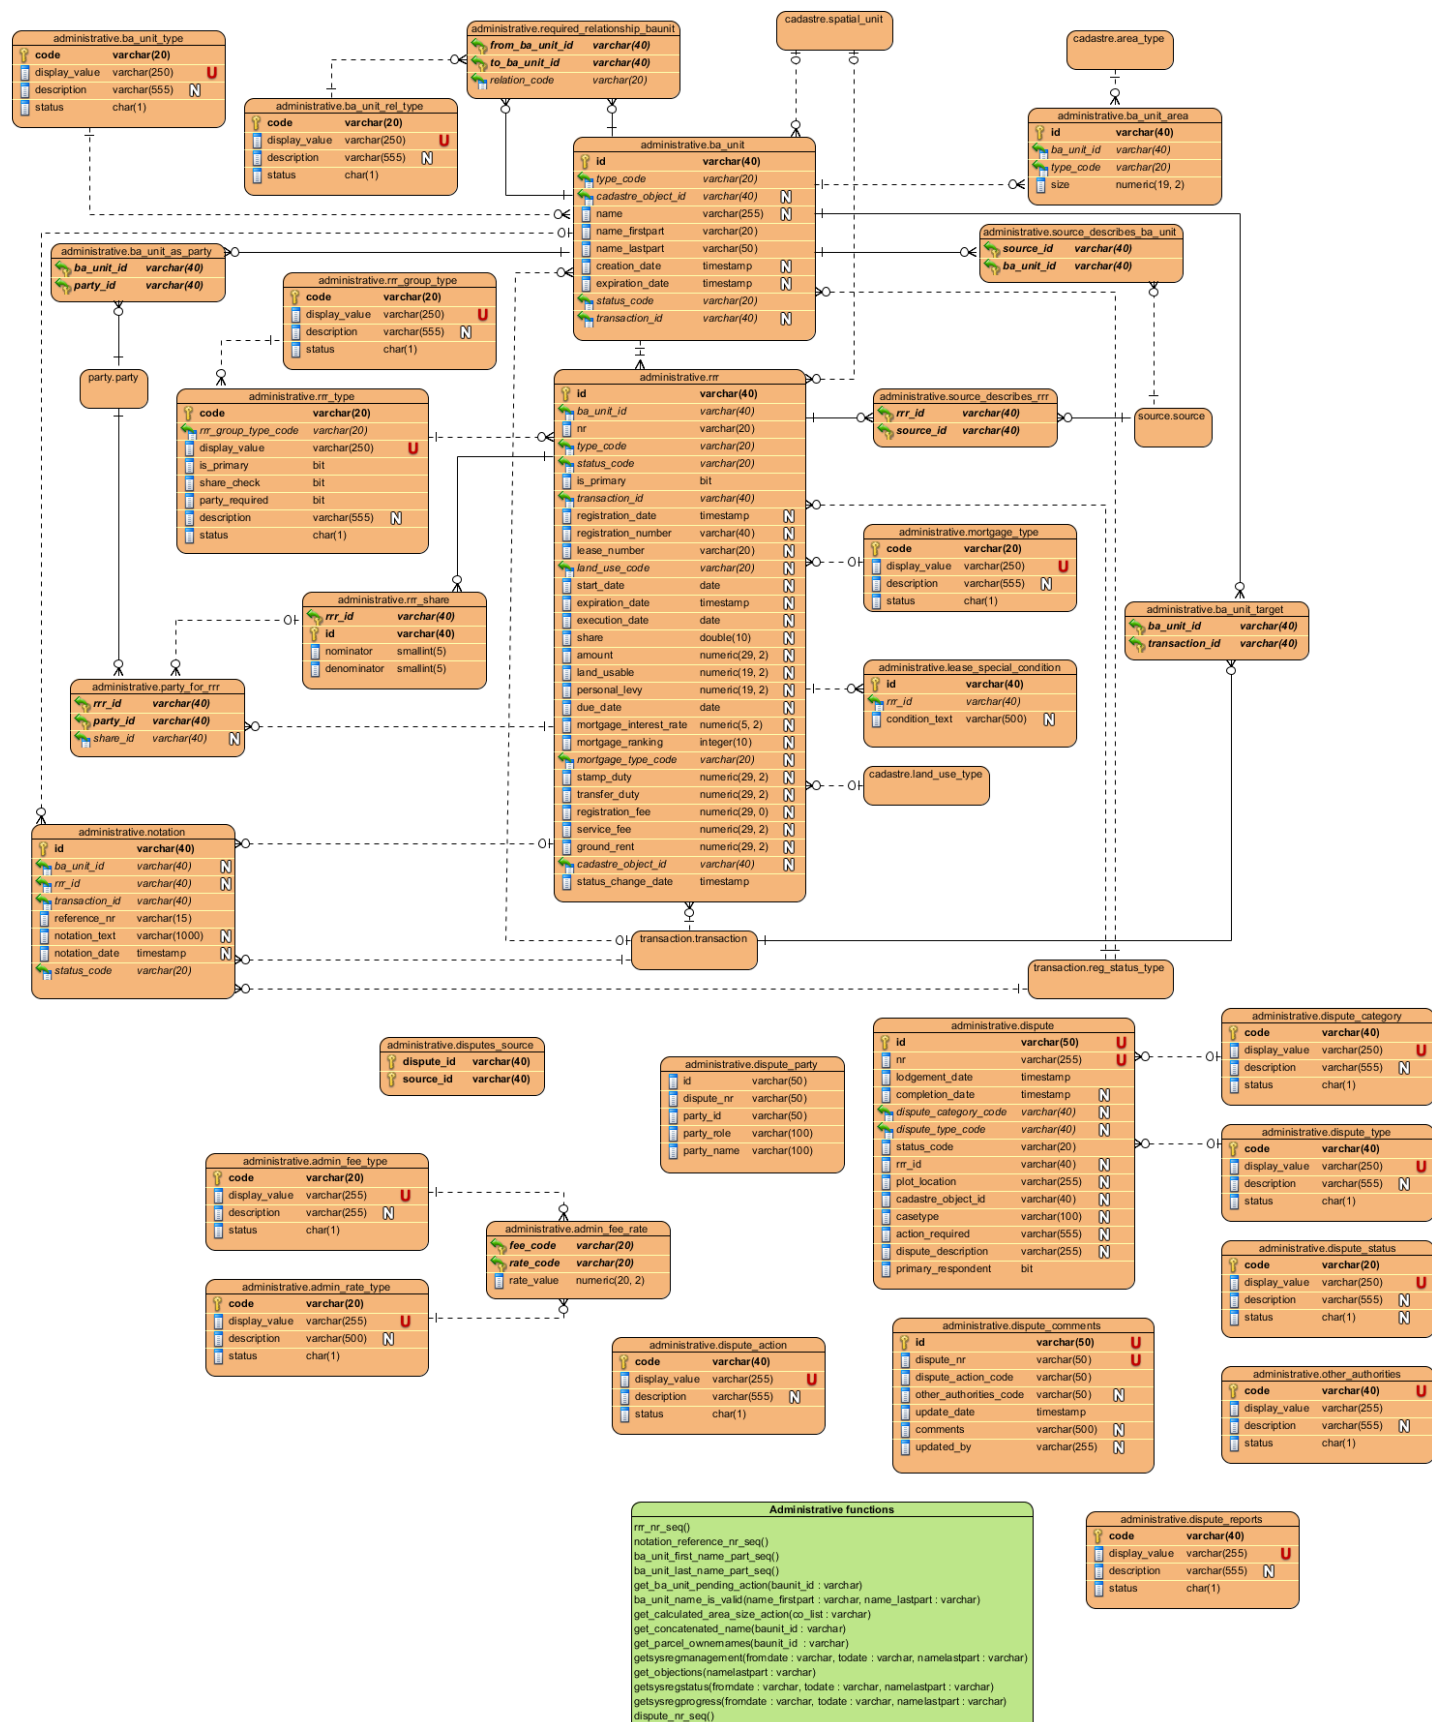 administrative.ba_unit_type
code varchar(20)
display_value varchar(250) U
description varchar(555) N
status char(1)
administrative.required_relationship_baunit
from_ba_unit_id varchar(40)
to_ba_unit_id varchar(40)
relation_code varchar(20)
cadastre.spatial_unit
cadastre.area_type
administrative.ba_unit_rel_type
code varchar(20)
display_value varchar(250) U
description varchar(555) N
status char(1)
administrative.ba_unit
id varchar(40)
type_code varchar(20)
cadastre_object_id varchar(40) N
name varchar(255) N
name_firstpart varchar(20)
name_lastpart varchar(50)
creation_date timestamp N
expiration_date timestamp N
status_code varchar(20)
transaction_id varchar(40) N
administrative.ba_unit_area
id varchar(40)
ba_unit_id varchar(40)
type_code varchar(20)
size numeric(19, 2)
administrative.source_describes_ba_unit
source_id varchar(40)
ba_unit_id varchar(40)
administrative.ba_unit_as_party
ba_unit_id varchar(40)
party_id varchar(40)
administrative.rrr_group_type
code varchar(20)
display_value varchar(250) U
description varchar(555) N
status char(1)
party.party
administrative.rrr_type
code varchar(20)
rrr_group_type_code varchar(20)
display_value varchar(250) U
is_primary bit
share_check bit
party_required bit
description varchar(555) N
status char(1)
administrative.rrr
id varchar(40)
ba_unit_id varchar(40)
nr varchar(20)
type_code varchar(20)
status_code varchar(20)
is_primary bit
transaction_id varchar(40)
registration_date timestamp N
registration_number varchar(40) N
lease_number varchar(20) N
land_use_code varchar(20) N
start_date date N
expiration_date timestamp N
execution_date date N
share double(10) N
amount numeric(29, 2) N
land_usable numeric(19, 2) N
personal_levy numeric(19, 2) N
due_date date N
mortgage_interest_rate numeric(5, 2) N
mortgage_ranking integer(10) N
mortgage_type_code varchar(20) N
stamp_duty numeric(29, 2) N
transfer_duty numeric(29, 2) N
registration_fee numeric(29, 0) N
service_fee numeric(29, 2) N
ground_rent numeric(29, 2) N
cadastre_object_id varchar(40) N
status_change_date timestamp
administrative.source_describes_rrr
rrr_id varchar(40)
source_id varchar(40)
source.source
administrative.mortgage_type
code varchar(20)
display_value varchar(250) U
description varchar(555) N
status char(1)
administrative.rrr_share
rrr_id varchar(40)
id varchar(40)
nominator smallint(5)
denominator smallint(5)
administrative.ba_unit_target
ba_unit_id varchar(40)
transaction_id varchar(40)
administrative.lease_special_condition
id varchar(40)
rrr_id varchar(40)
condition_text varchar(500) N
administrative.party_for_rrr
rrr_id varchar(40)
party_id varchar(40)
share_id varchar(40) N
cadastre.land_use_type
administrative.notation
id varchar(40)
ba_unit_id varchar(40) N
rrr_id varchar(40) N
transaction_id varchar(40)
reference_nr varchar(15)
notation_text varchar(1000) N
notation_date timestamp N
status_code varchar(20)
transaction.transaction
transaction.reg_status_type
administrative.disputes_source
dispute_id varchar(40)
source_id varchar(40)
administrative.dispute_party
id varchar(50)
dispute_nr varchar(50)
party_id varchar(50)
party_role varchar(100)
party_name varchar(100)
administrative.dispute
id varchar(50) U
nr varchar(255) U
lodgement_date timestamp
completion_date timestamp N
dispute_category_code varchar(40) N
dispute_type_code varchar(40) N
status_code varchar(20)
rrr_id varchar(40) N
plot_location varchar(255) N
cadastre_object_id varchar(40) N
casetype varchar(100) N
action_required varchar(555) N
dispute_description varchar(255) N
primary_respondent bit
administrative.dispute_category
code varchar(40)
display_value varchar(250) U
description varchar(555) N
status char(1)
administrative.dispute_type
code varchar(40)
display_value varchar(250) U
description varchar(555) N
status char(1)
administrative.admin_fee_type
code varchar(20)
display_value varchar(255) U
description varchar(255) N
status char(1)
administrative.admin_fee_rate
fee_code varchar(20)
rate_code varchar(20)
rate_value numeric(20, 2)
administrative.dispute_status
code varchar(20)
display_value varchar(250) U
description varchar(555) N
status char(1) N
administrative.admin_rate_type
code varchar(20)
display_value varchar(255) U
description varchar(500) N
status char(1)
administrative.dispute_action
code varchar(40)
display_value varchar(255) U
description varchar(555) N
status char(1)
administrative.dispute_comments
id varchar(50) U
dispute_nr varchar(50) U
dispute_action_code varchar(50)
other_authorities_code varchar(50) N
update_date timestamp
comments varchar(500) N
updated_by varchar(255) N
administrative.other_authorities
code varchar(40) U
display_value varchar(255)
description varchar(555) N
status char(1)
Administrative functions
rrr_nr_seq()
notation_reference_nr_seq()
ba_unit_first_name_part_seq()
ba_unit_last_name_part_seq()
get_ba_unit_pending_action(baunit_id : varchar)
ba_unit_name_is_valid(name_firstpart : varchar, name_lastpart : varchar)
get_calculated_area_size_action(co_list : varchar)
get_concatenated_name(baunit_id : varchar)
get_parcel_ownernames(baunit_id : varchar)
getsysregmanagement(fromdate : varchar, todate : varchar, namelastpart : varchar)
get_objections(namelastpart : varchar)
getsysregstatus(fromdate : varchar, todate : varchar, namelastpart : varchar)
getsysregprogress(fromdate : varchar, todate : varchar, namelastpart : varchar)
dispute_nr_seq()
administrative.dispute_reports
code varchar(40)
display_value varchar(255) U
description varchar(555) N
status char(1)